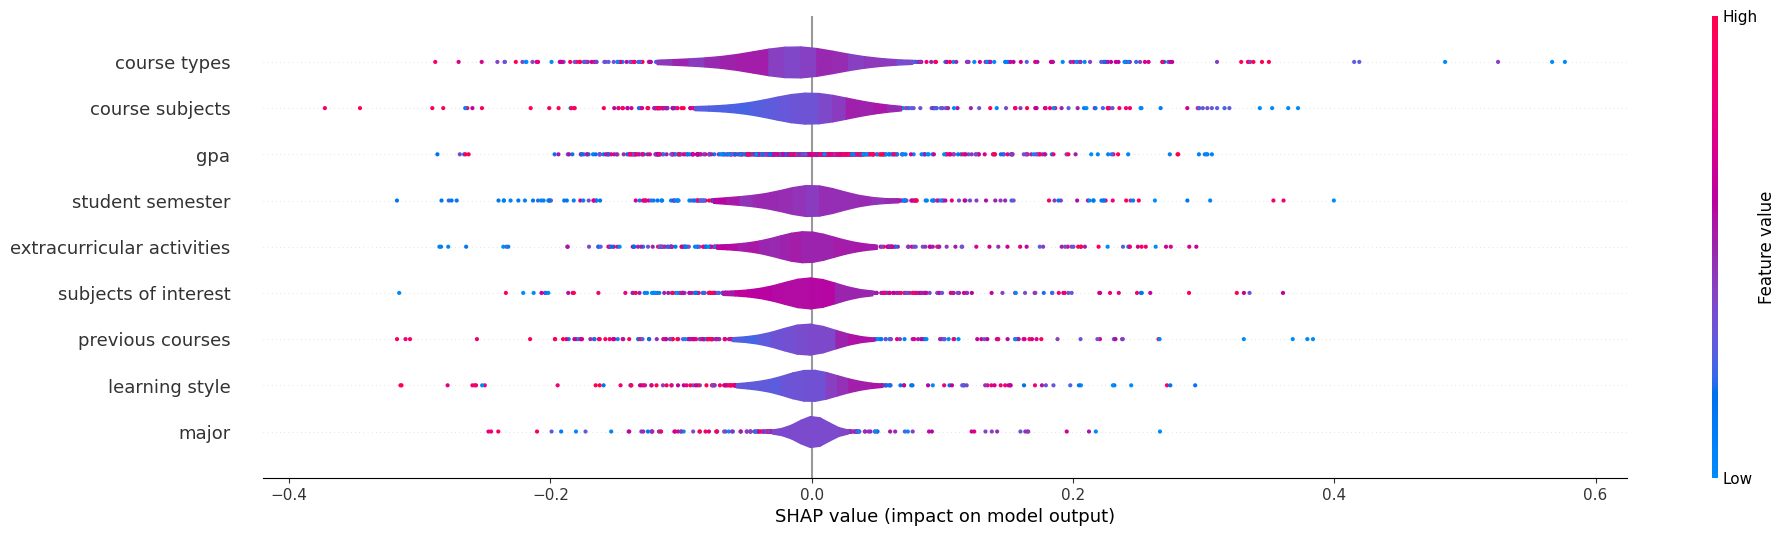 High
course types
course subjects
gpa
student semester
extracurricular activities
subjects of interest
previous courses
learning style
major
Feature value
Low
−0.4 −0.2 0.0 0.2 0.4 0.6
SHAP value (impact on model output)